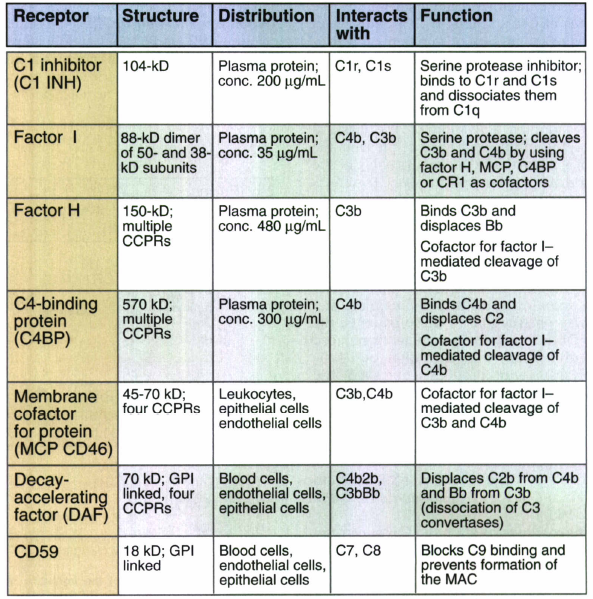 Receptor Structure Distribution Interacts with Function
C1 inhibitor (C1 INH)
104-kD
Plasma protein; conc. 200 µg/mL
C1r, C1s
Serine protease inhibitor; binds to C1r and C1s and dissociates them from C1q
Factor I
88-kD dimer of 50- and 38-kD subunits
Plasma protein; conc. 35 µg/mL
C4b, C3b
Serine protease; cleaves C3b and C4b by using factor H, MCP, C4BP or CR1 as cofactors
Factor H
150-kD; multiple CCPRs
Plasma protein; conc. 480 µg/mL
C3b
Binds C3b and displaces Bb
Cofactor for factor I–mediated cleavage of C3b
C4-binding protein (C4BP)
570 kD; multiple CCPRs
Plasma protein; conc. 300 µg/mL
C4b
Binds C4b and displaces C2
Cofactor for factor I–mediated cleavage of C4b
Membrane cofactor for protein (MCP CD46)
45-70 kD; four CCPRs
Leukocytes, epithelial cells endothelial cells
C3b,C4b
Cofactor for factor I–mediated cleavage of C3b and C4b
Decay-accelerating factor (DAF)
70 kD; GPI linked, four CCPRs
Blood cells, endothelial cells, epithelial cells
C4b2b, C3bBb
Displaces C2b from C4b and Bb from C3b (dissociation of C3 convertases)
CD59
18 kD; GPI linked
Blood cells, endothelial cells, epithelial cells
C7, C8
Blocks C9 binding and prevents formation of the MAC